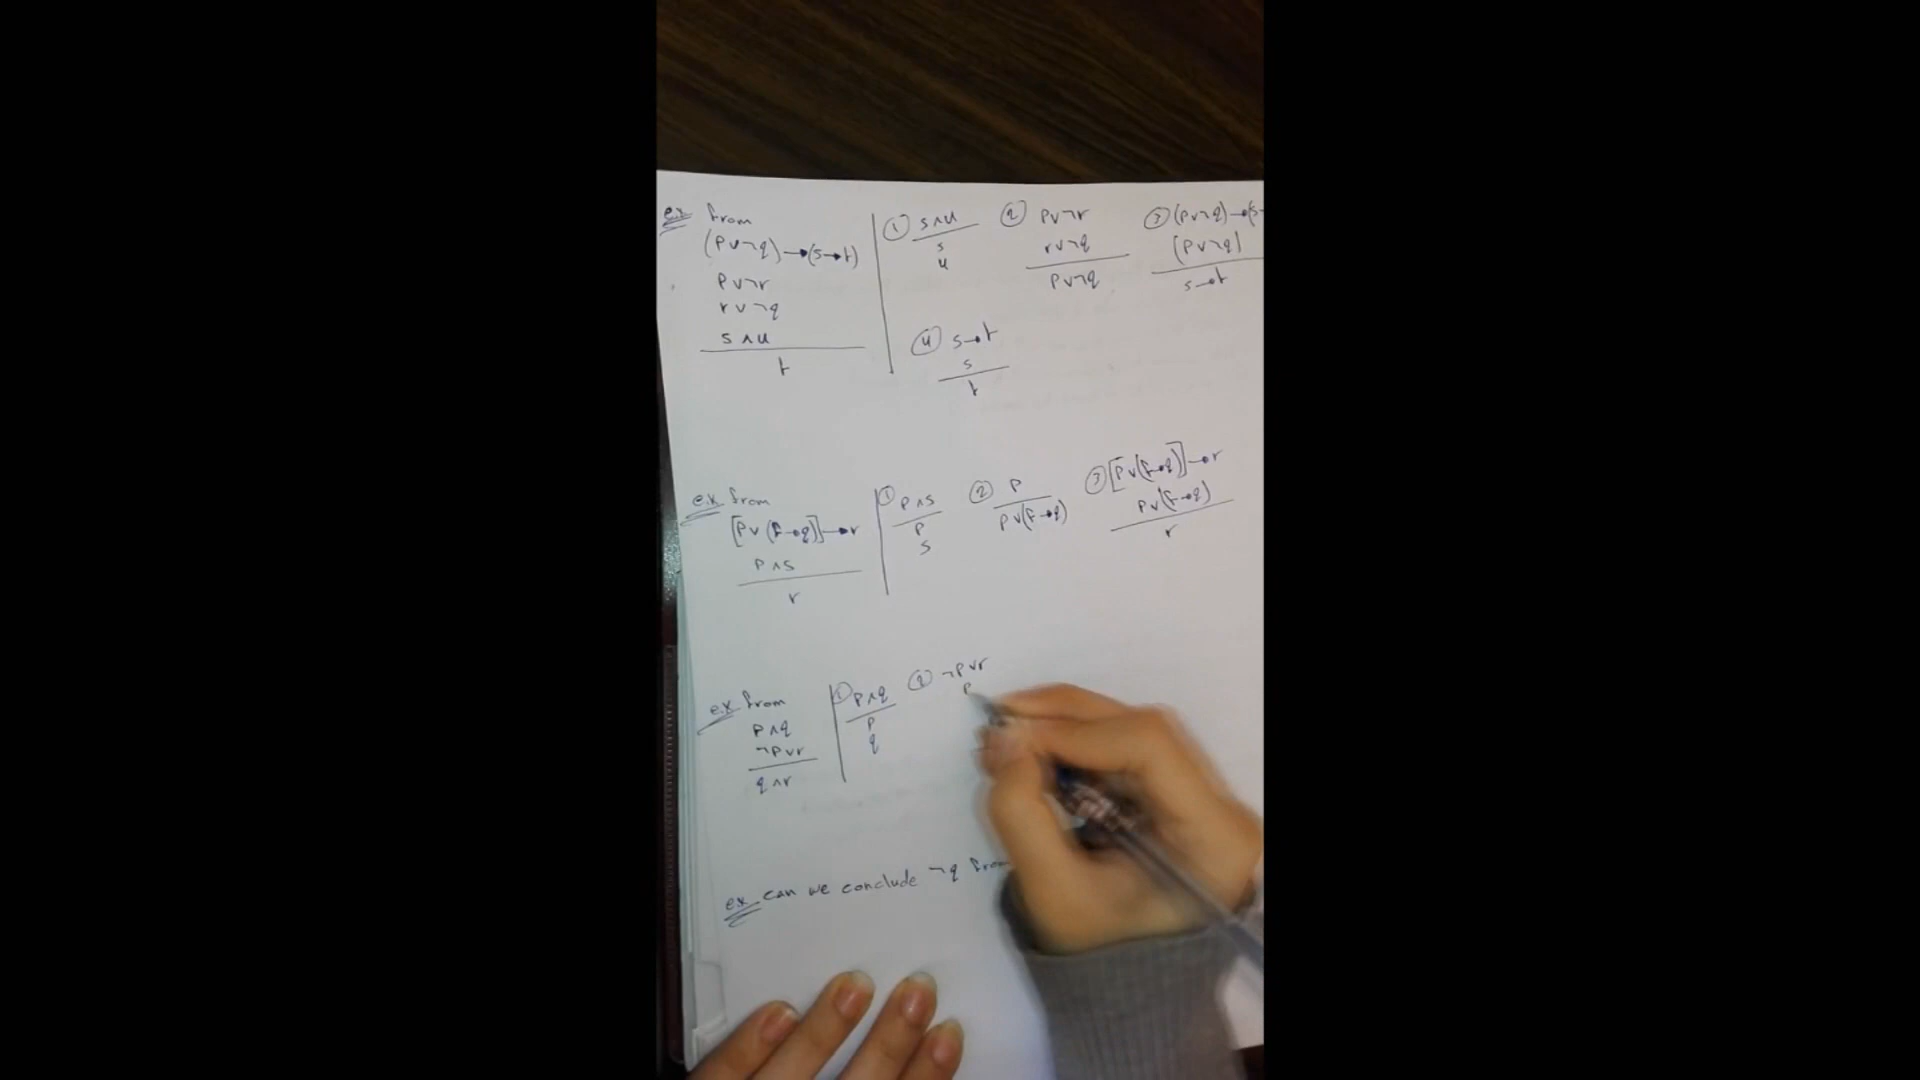 ex from
(p∨¬q)→(s→t)
p∨¬r
r∨¬q
s∧u
t
① s∧u
s
u
② p∨¬r
r∨¬q
p∨¬q
③ (p∨¬q)→(s
(p∨¬q)
s→t
④ s→t
s
t
ex from
[p∨(t→q)]→r
p∧s
r
① p∧s
p
s
② p
p∨(t→q)
③ [p∨(t→q)]→r
p∨(t→q)
r
ex from
p∧q
¬p∨r
q∧r
① p∧q
p
q
② ¬p∨r
p
ex can we conclude ¬q from